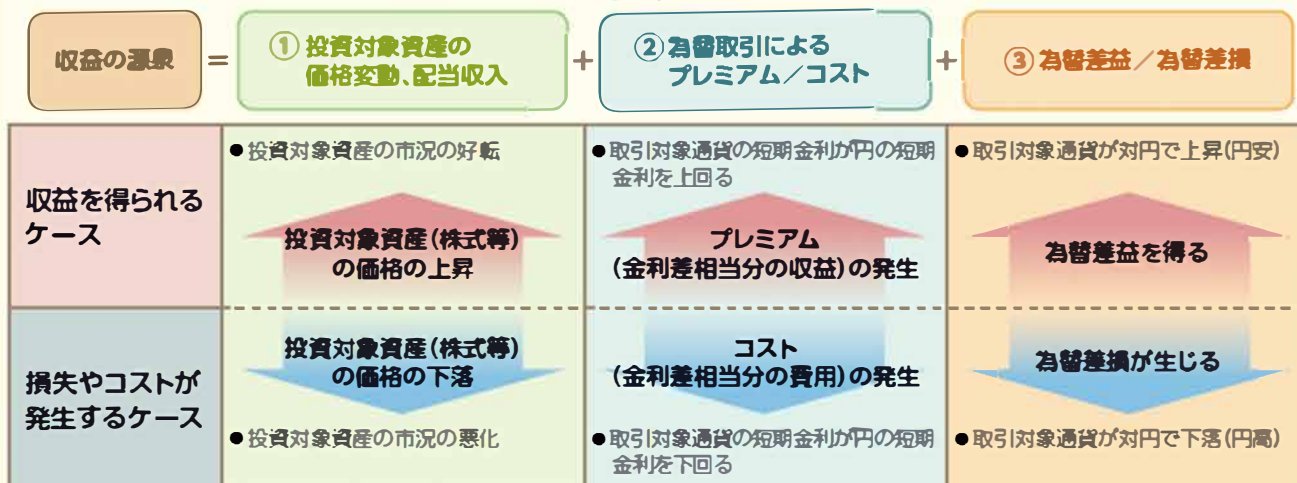 収益の源泉
=
①投資対象資産の
価格変動、配当収入
+
②為替取引による
プレミアム／コスト
+
③為替差益／為替差損
収益を得られる
ケース
●投資対象資産の市況の好転
投資対象資産(株式等)
の価格の上昇
●取引対象通貨の短期金利が円の短期
金利を上回る
プレミアム
(金利差相当分の収益)の発生
●取引対象通貨が対円で上昇(円安)
為替差益を得る
損失やコストが
発生するケース
投資対象資産(株式等)
の価格の下落
●投資対象資産の市況の悪化
コスト
(金利差相当分の費用)の発生
●取引対象通貨の短期金利が円の短期
金利を下回る
為替差損が生じる
●取引対象通貨が対円で下落(円高)